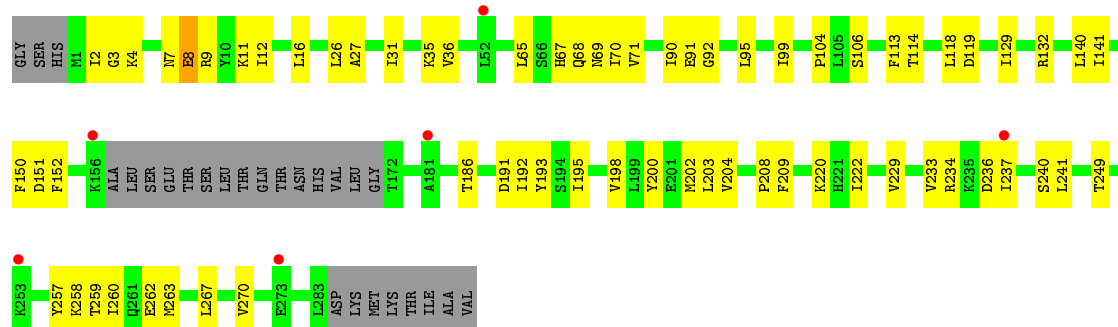 GLY SER HIS M1 I2 G3 K4 N7 E8 R9 Y10 K11 I12 L16 L26 A27 I31 K35 V36 L52 L65 S66 H67 Q68 N69 I70 V71 I90 E91 G92 L95 I99 P104 L105 S106 F113 T114 L118 D119 I129 R132 L140 I141
F150 D151 F152 K156 ALA LEU SER GLU THR SER LEU THR THR GLN THR ASN HIS VAL LEU GLY T172 A181 T186 D191 I192 Y193 S194 I195 V198 L199 Y200 E201 M202 L203 V204 P208 F209 K220 H221 I222 V229 V233 R234 K235 D236 I237 S240 L241 T249
K253 Y257 K258 T259 I260 Q261 E262 M263 L267 V270 E273 L283 ASP LYS MET LYS THR ILE ALA VAL